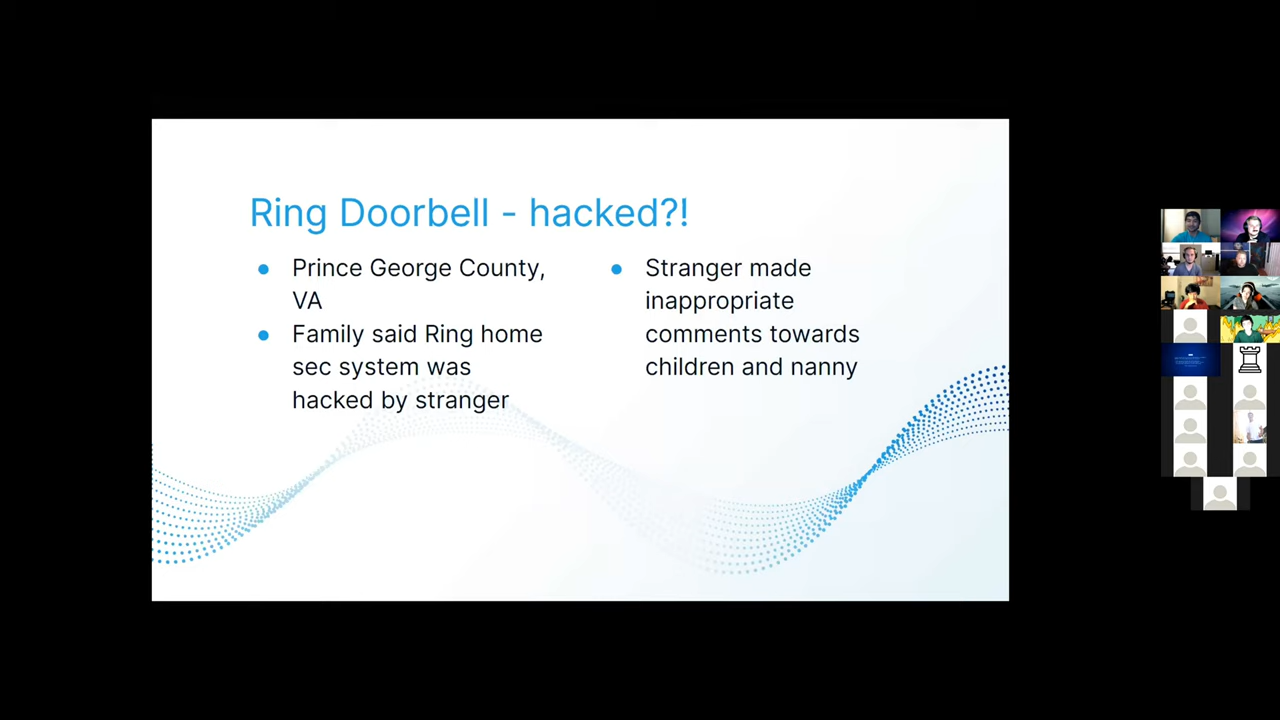 Ring Doorbell - hacked?!
Prince George County,
VA
Family said Ring home
sec system was
hacked by stranger
Stranger made
inappropriate
comments towards
children and nanny